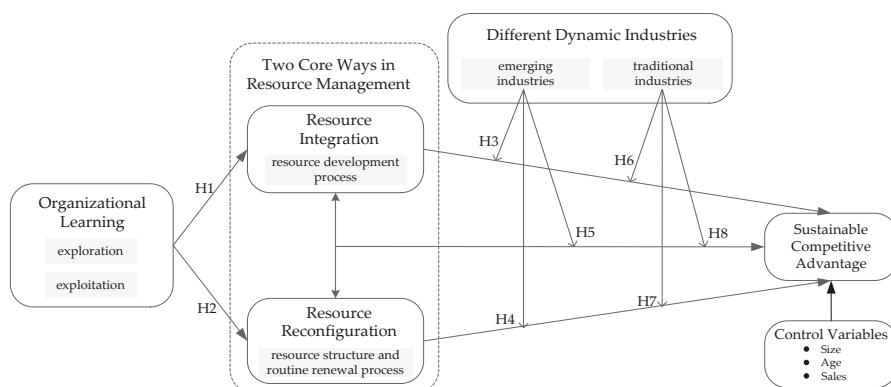 Different Dynamic Industries
emerging
industries
traditional
industries
Two Core Ways in
Resource Management
Resource
Integration
resource development
process
H1
H3
H6
Organizational
Learning
exploration
exploitation
H2
H5
H8
Sustainable
Competitive
Advantage
Resource
Reconfiguration
resource structure and
routine renewal process
H4
H7
Control Variables
● Size
● Age
● Sales